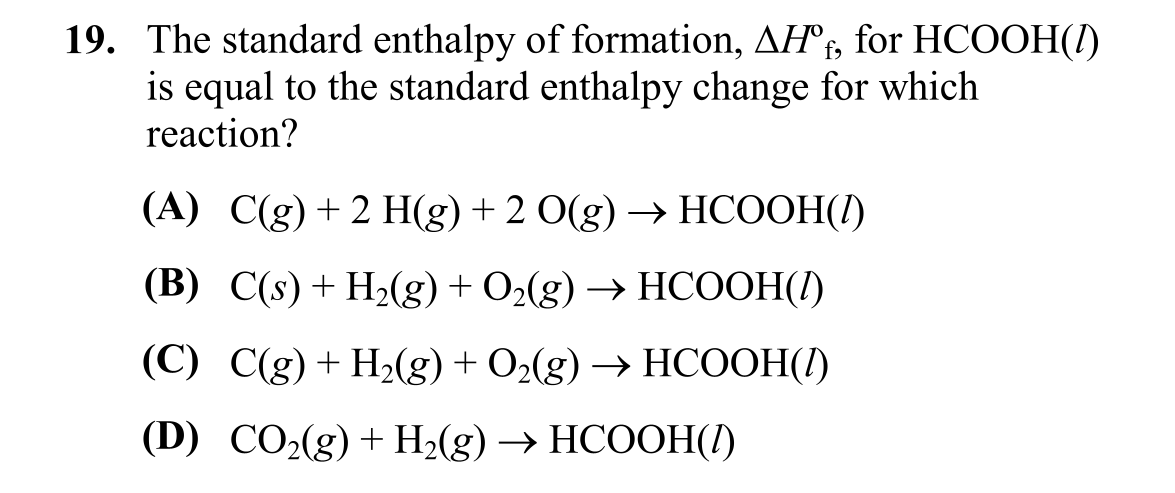 19. The standard enthalpy of formation, ΔH°f, for HCOOH(l)
is equal to the standard enthalpy change for which
reaction?
(A) C(g) + 2 H(g) + 2 O(g) → HCOOH(l)
(B) C(s) + H₂(g) + O₂(g) → HCOOH(l)
(C) C(g) + H₂(g) + O₂(g) → HCOOH(l)
(D) CO₂(g) + H₂(g) → HCOOH(l)